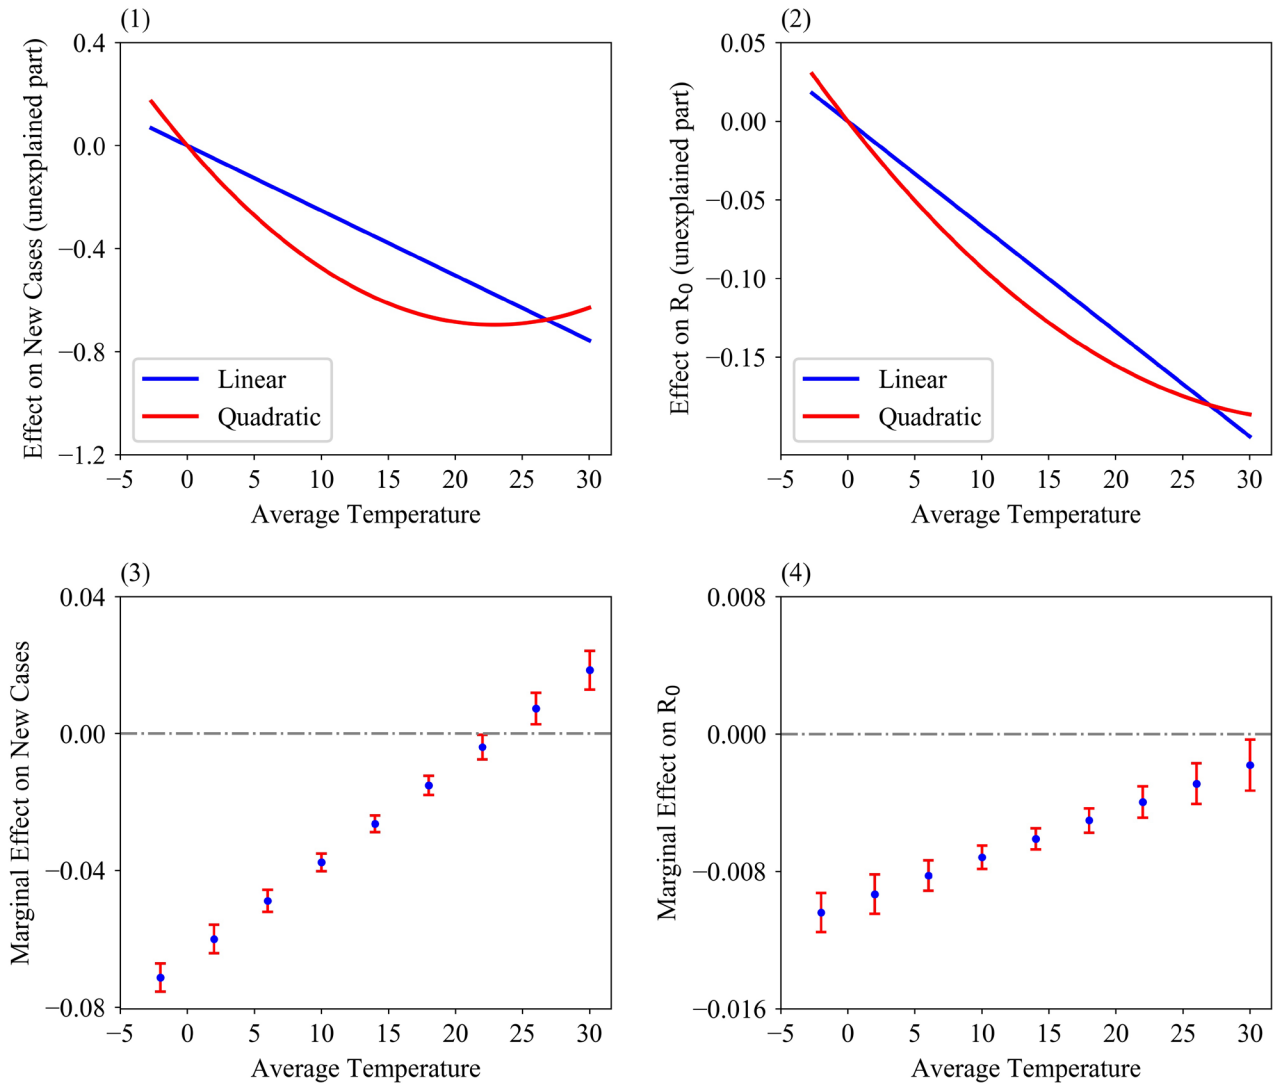 (1)
Effect on New Cases (unexplained part)
0.4
0.0
−0.4
−0.8
−1.2
Linear
Quadratic
−5 0 5 10 15 20 25 30
Average Temperature
(2)
Effect on R0 (unexplained part)
0.05
0.00
−0.05
−0.10
−0.15
Linear
Quadratic
−5 0 5 10 15 20 25 30
Average Temperature
(3)
Marginal Effect on New Cases
0.04
0.00
−0.04
−0.08
−5 0 5 10 15 20 25 30
Average Temperature
(4)
Marginal Effect on R0
0.008
0.000
−0.008
−0.016
−5 0 5 10 15 20 25 30
Average Temperature